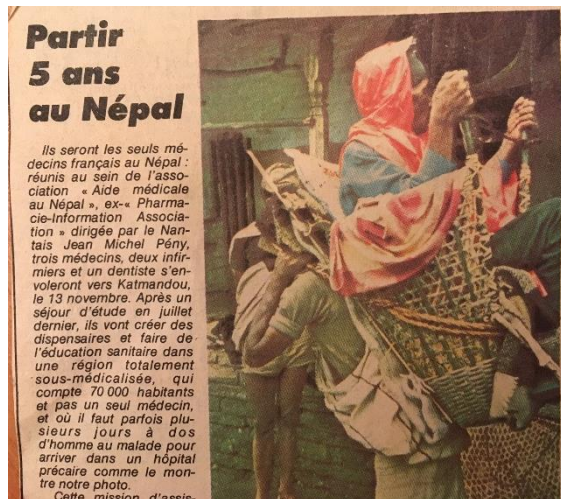 Partir
5 ans
au Népal
Ils seront les seuls mé-
decins français au Népal :
réunis au sein de l'asso-
ciation « Aide médicale
au Népal », ex-« Pharma-
cie-Information Associa-
tion » dirigée par le Nan-
tais Jean Michel Pény,
trois médecins, deux infir-
miers et un dentiste s'en-
voleront vers Katmandou,
le 13 novembre. Après un
séjour d'étude en juillet
dernier, ils vont créer des
dispensaires et faire de
l'éducation sanitaire dans
une région totalement
sous-médicalisée, qui
compte 70 000 habitants
et pas un seul médecin,
et où il faut parfois plu-
sieurs jours à dos
d'homme au malade pour
arriver dans un hôpital
précaire comme le mon-
tre notre photo.
Cette mission d'assis-